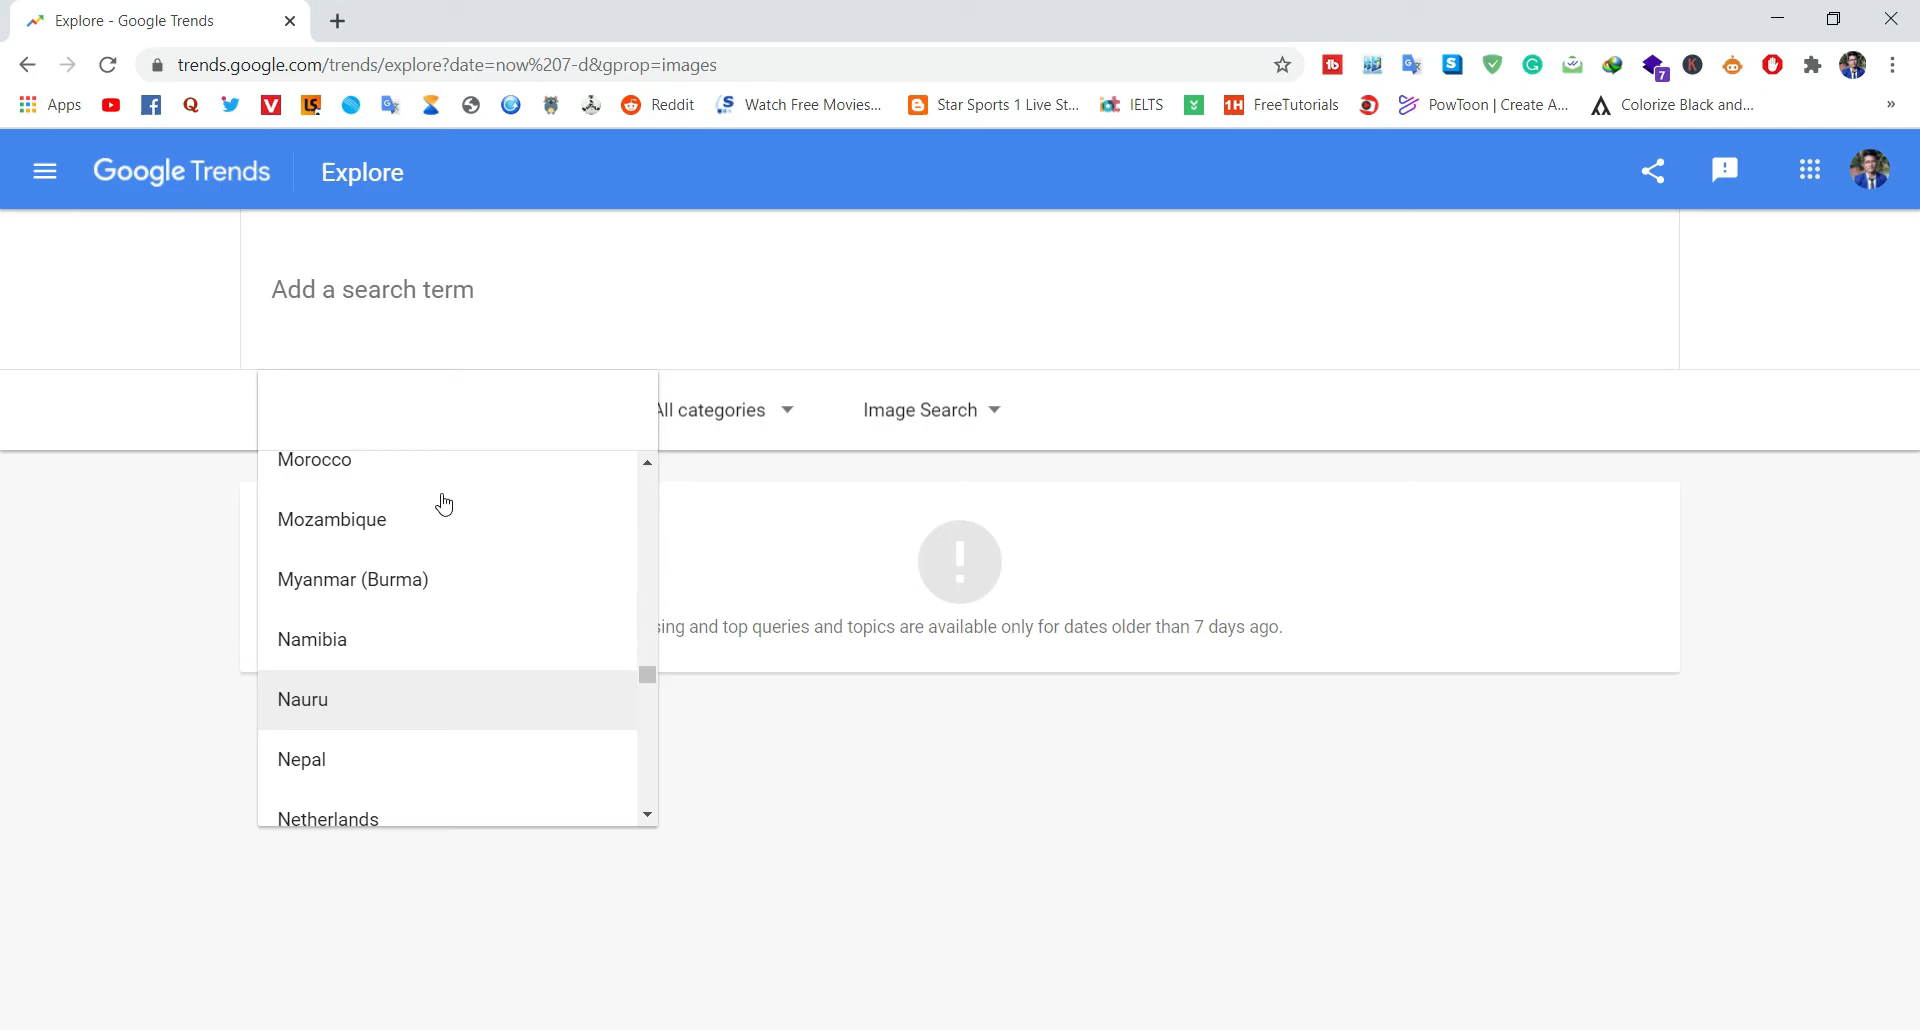 Explore - Google Trends
trends.google.com/trends/explore?date=now%207-d&gprop=images
7
Apps
Reddit
Watch Free Movies...
Star Sports 1 Live St...
IELTS
1H FreeTutorials
PowToon | Create A...
Colorize Black and...
»
Google Trends
Explore
Add a search term
All categories
Image Search
Morocco
Mozambique
Myanmar (Burma)
Namibia
sing and top queries and topics are available only for dates older than 7 days ago.
Nauru
Nepal
Netherlands